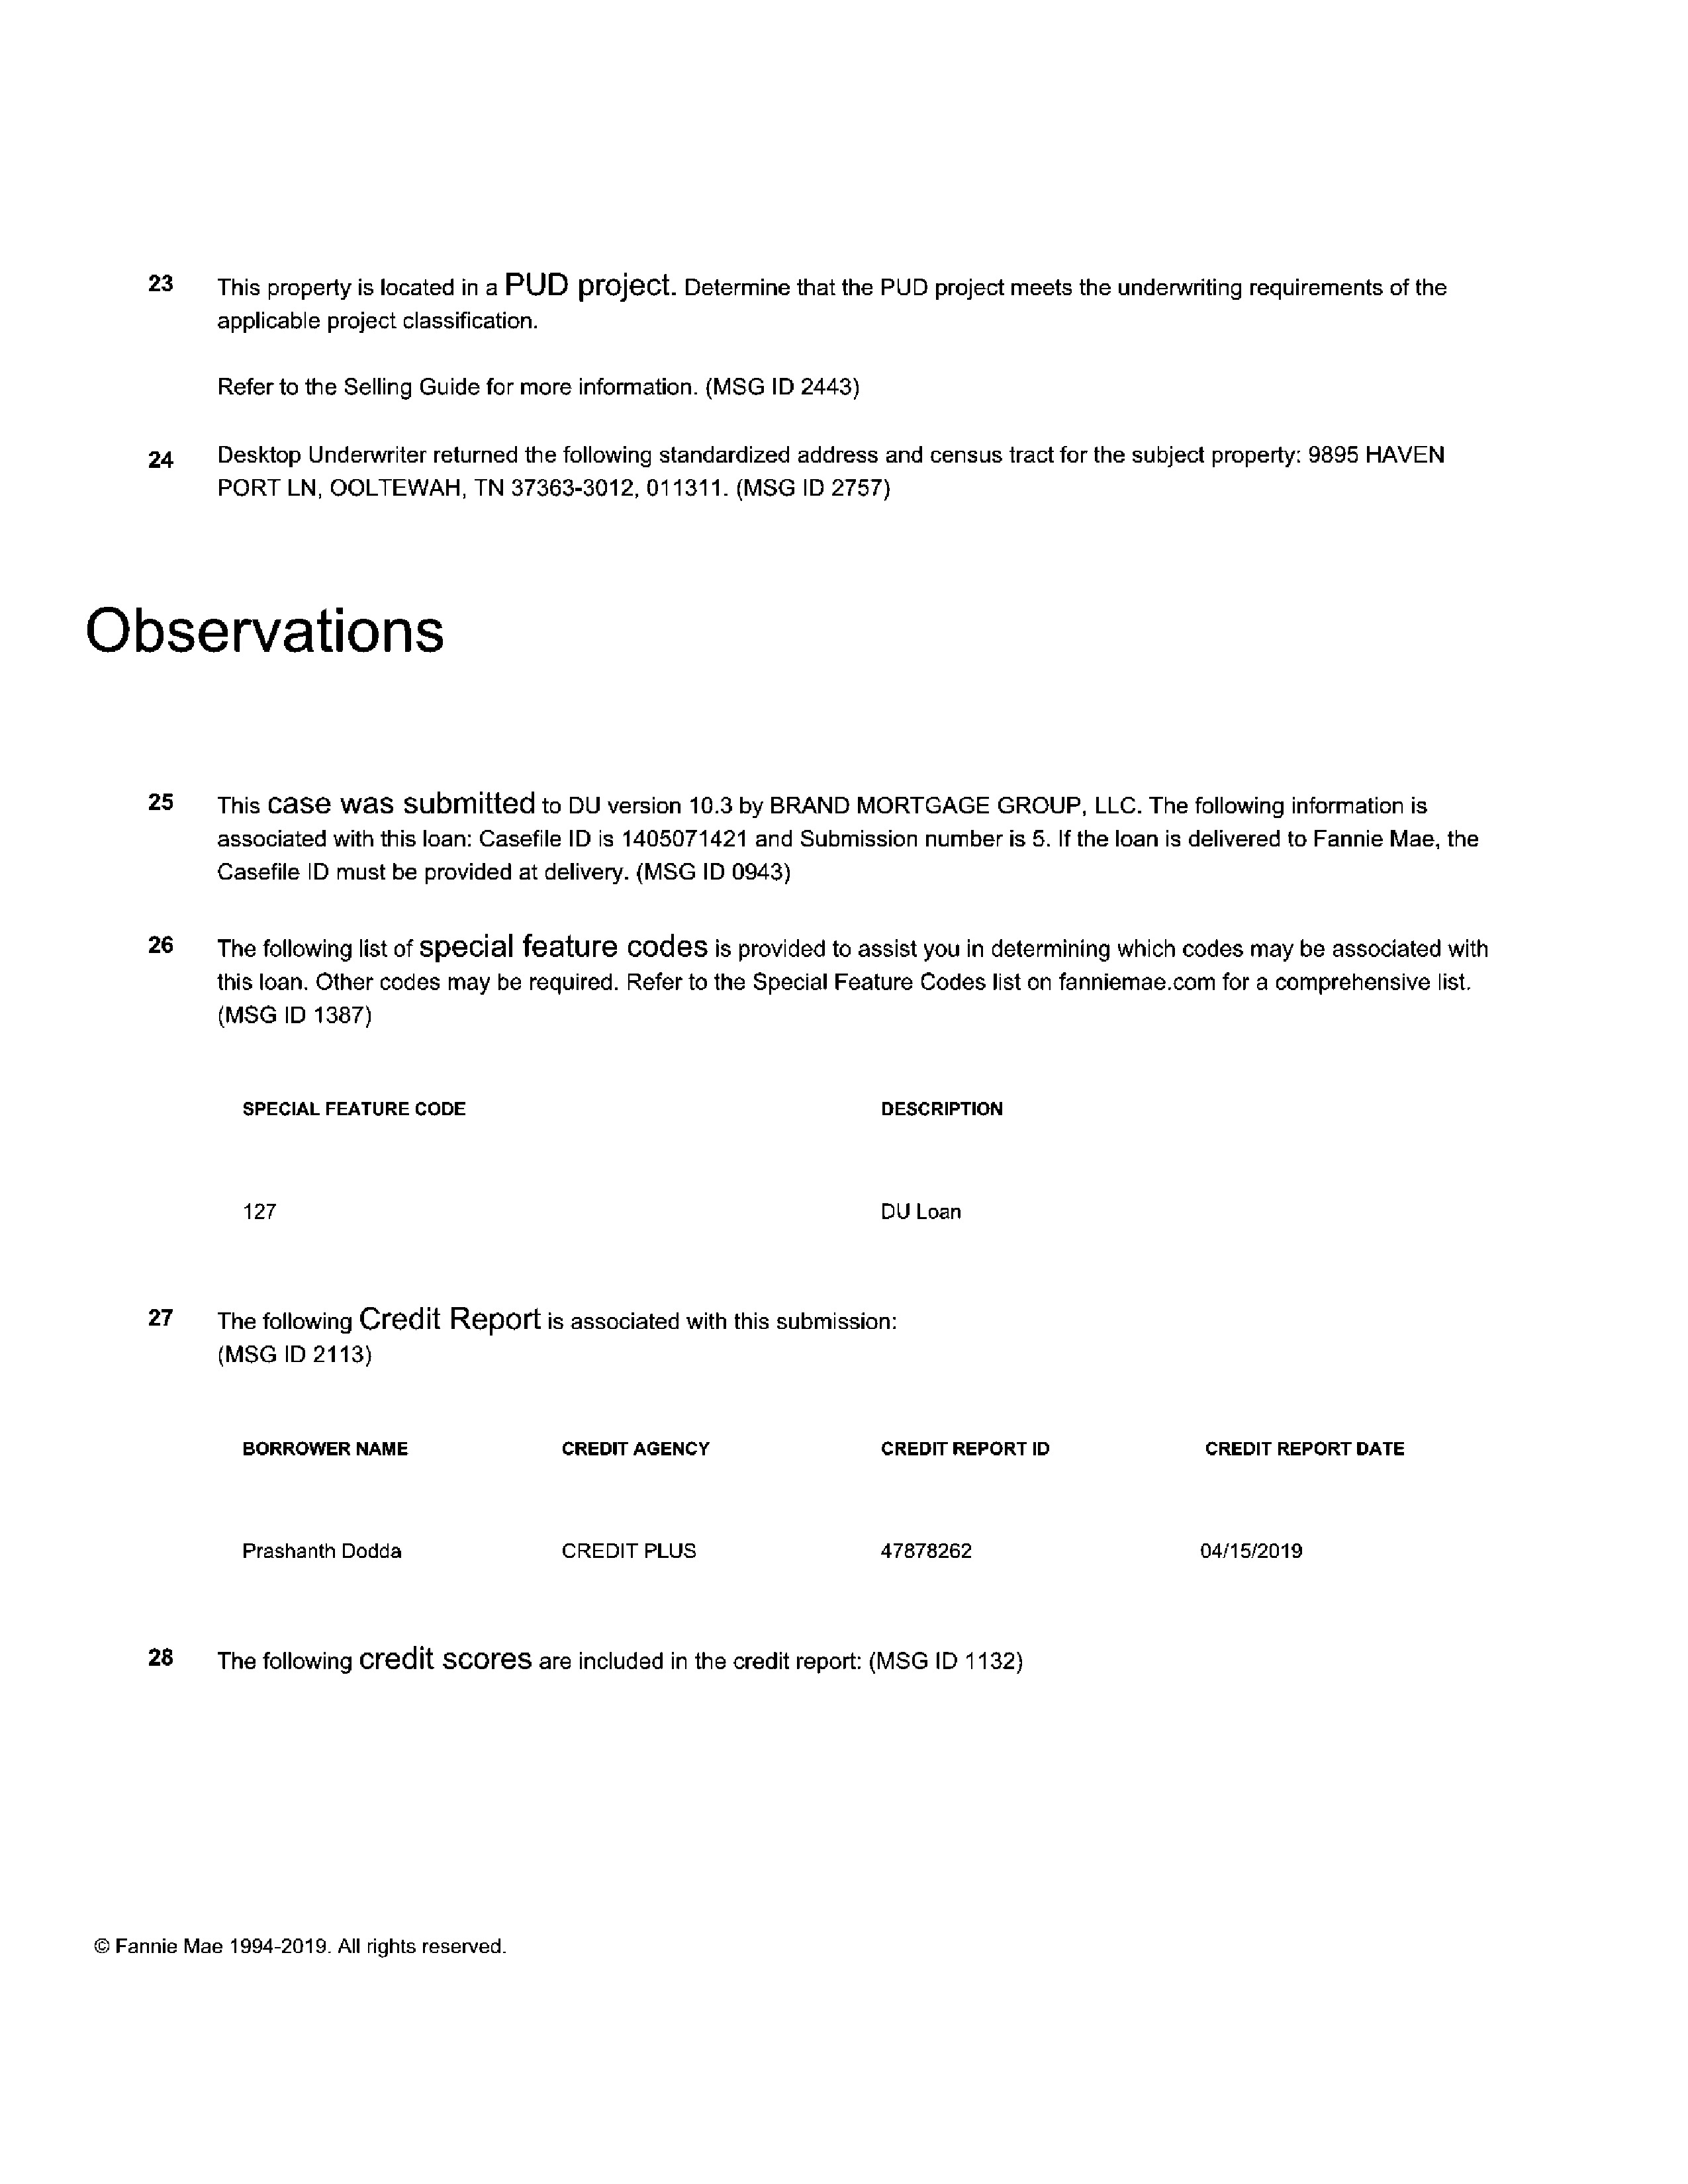 23 This property is located in a PUD project. Determine that the PUD project meets the underwriting requirements of the
applicable project classification.
Refer to the Selling Guide for more information. (MSG ID 2443)
24 Desktop Underwriter returned the following standardized address and census tract for the subject property: 9895 HAVEN
PORT LN, OOLTEWAH, TN 37363-3012, 011311. (MSG ID 2757)
Observations
25 This case was submitted to DU version 10.3 by BRAND MORTGAGE GROUP, LLC. The following information is
associated with this loan: Casefile ID is 1405071421 and Submission number is 5. If the loan is delivered to Fannie Mae, the
Casefile ID must be provided at delivery. (MSG ID 0943)
26 The following list of special feature codes is provided to assist you in determining which codes may be associated with
this loan. Other codes may be required. Refer to the Special Feature Codes list on fanniemae.com for a comprehensive list.
(MSG ID 1387)
SPECIAL FEATURE CODE DESCRIPTION
127 DU Loan
27 The following Credit Report is associated with this submission:
(MSG ID 2113)
BORROWER NAME CREDIT AGENCY CREDIT REPORT ID CREDIT REPORT DATE
Prashanth Dodda CREDIT PLUS 47878262 04/15/2019
28 The following credit scores are included in the credit report: (MSG ID 1132)
© Fannie Mae 1994-2019. All rights reserved.